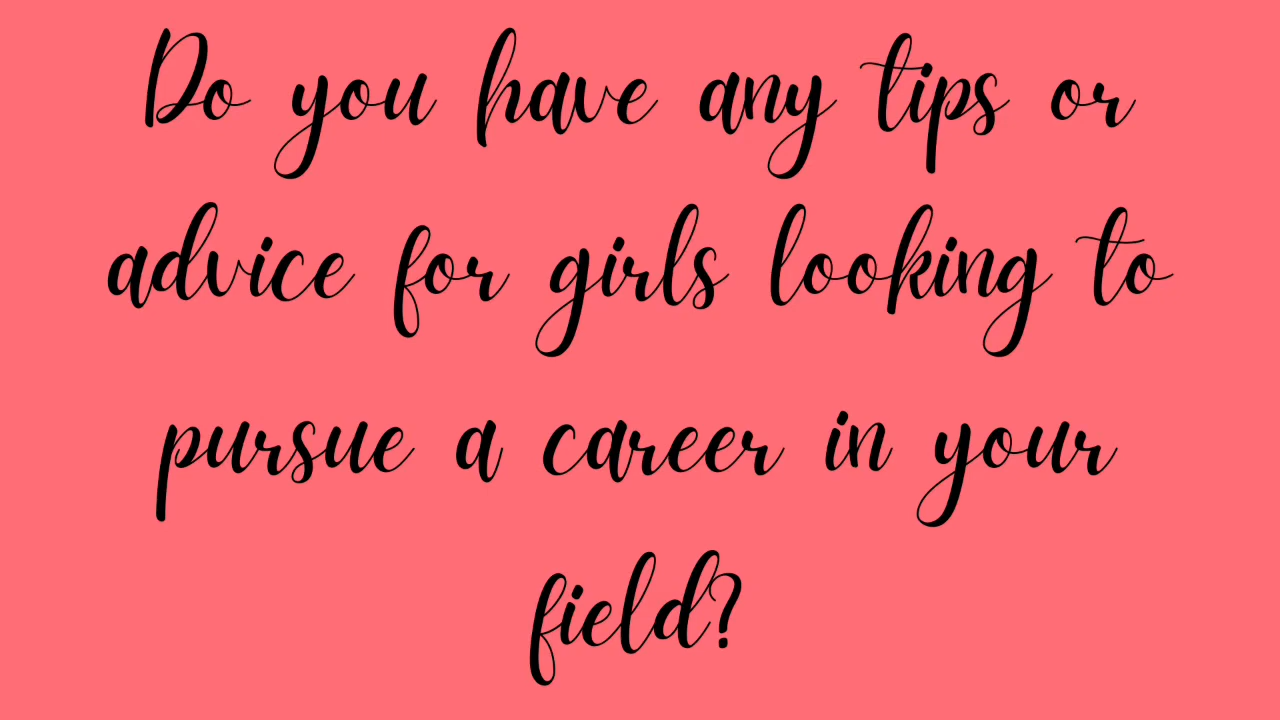 Do you have any tips or
advice for girls looking to
pursue a career in your
field?